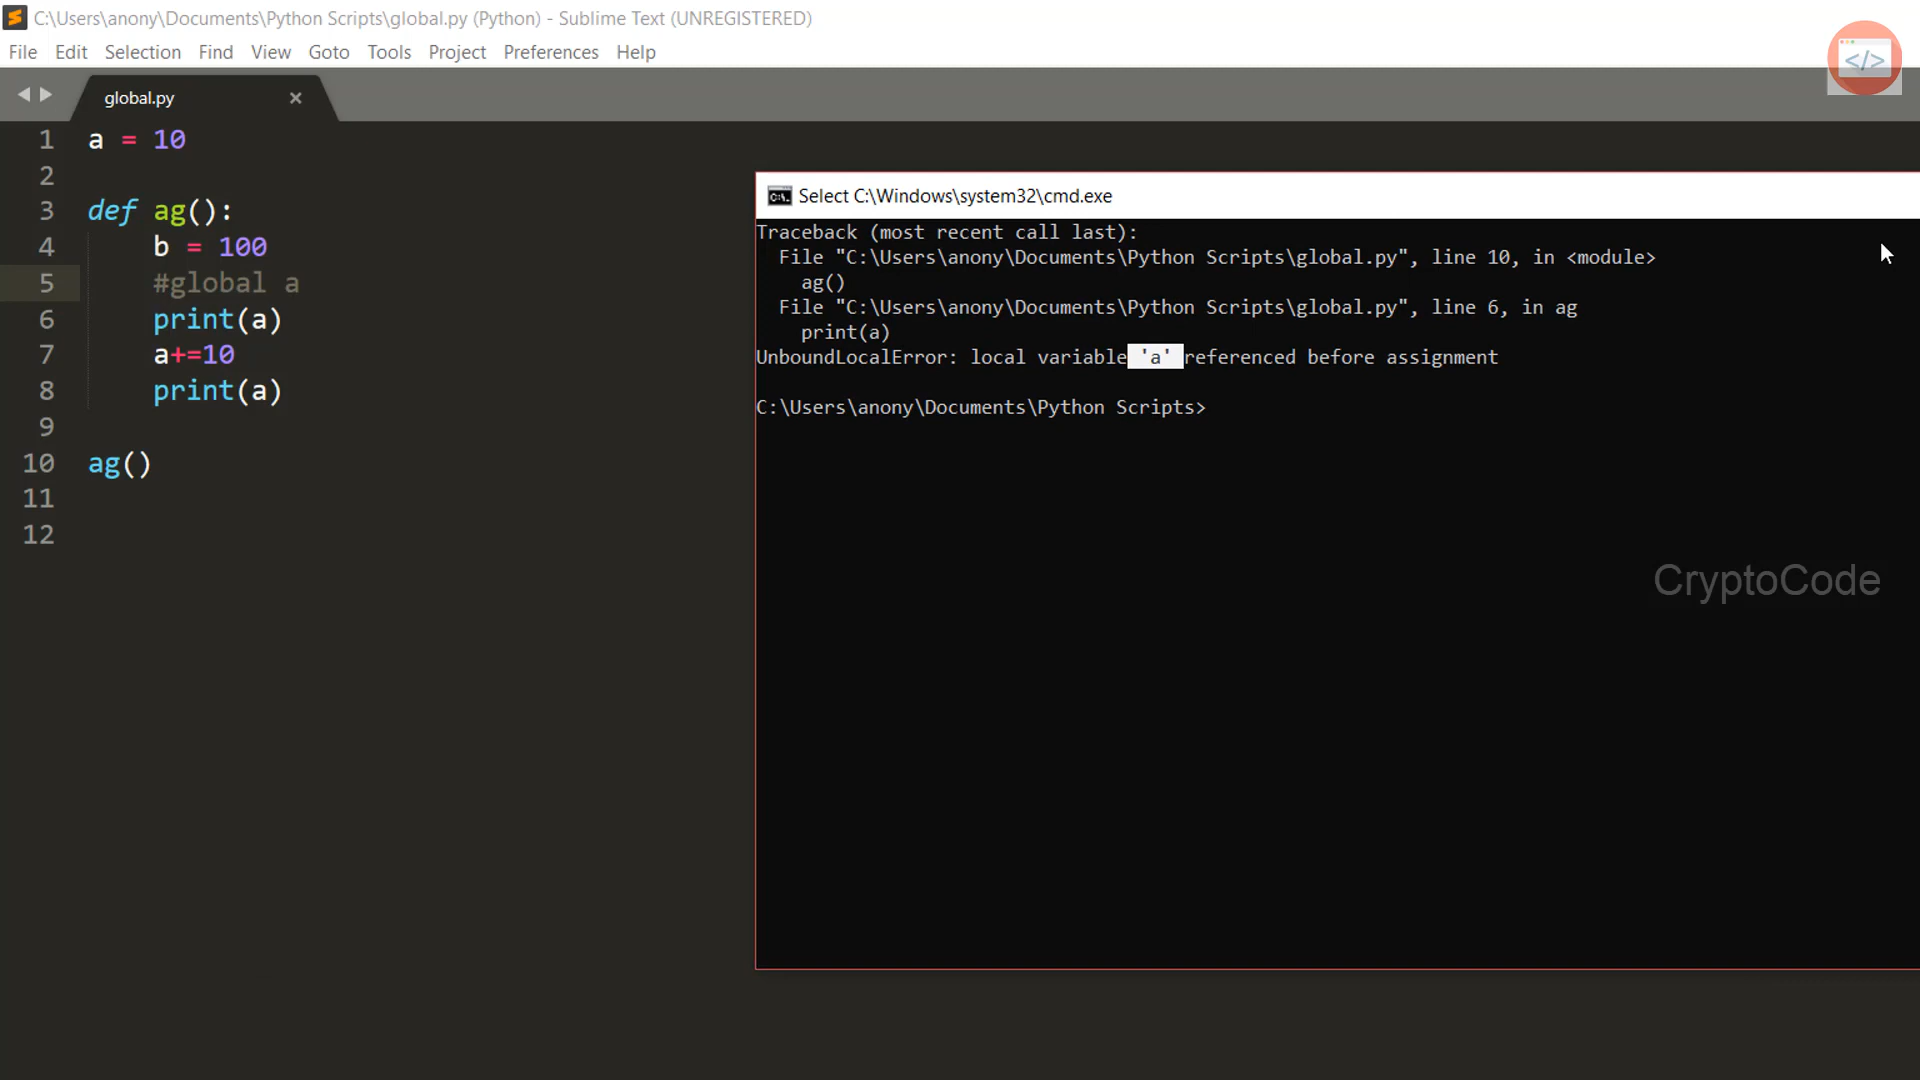 C:\Users\anony\Documents\Python Scripts\global.py (Python) - Sublime Text (UNREGISTERED)
File Edit Selection Find View Goto Tools Project Preferences Help
</>
global.py ×
1 a = 10
2
3 def ag():
4     b = 100
5     #global a
6     print(a)
7     a+=10
8     print(a)
9
10 ag()
11
12
C:\. Select C:\Windows\system32\cmd.exe
Traceback (most recent call last):
  File "C:\Users\anony\Documents\Python Scripts\global.py", line 10, in <module>
    ag()
  File "C:\Users\anony\Documents\Python Scripts\global.py", line 6, in ag
    print(a)
UnboundLocalError: local variable 'a' referenced before assignment
C:\Users\anony\Documents\Python Scripts>
CryptoCode